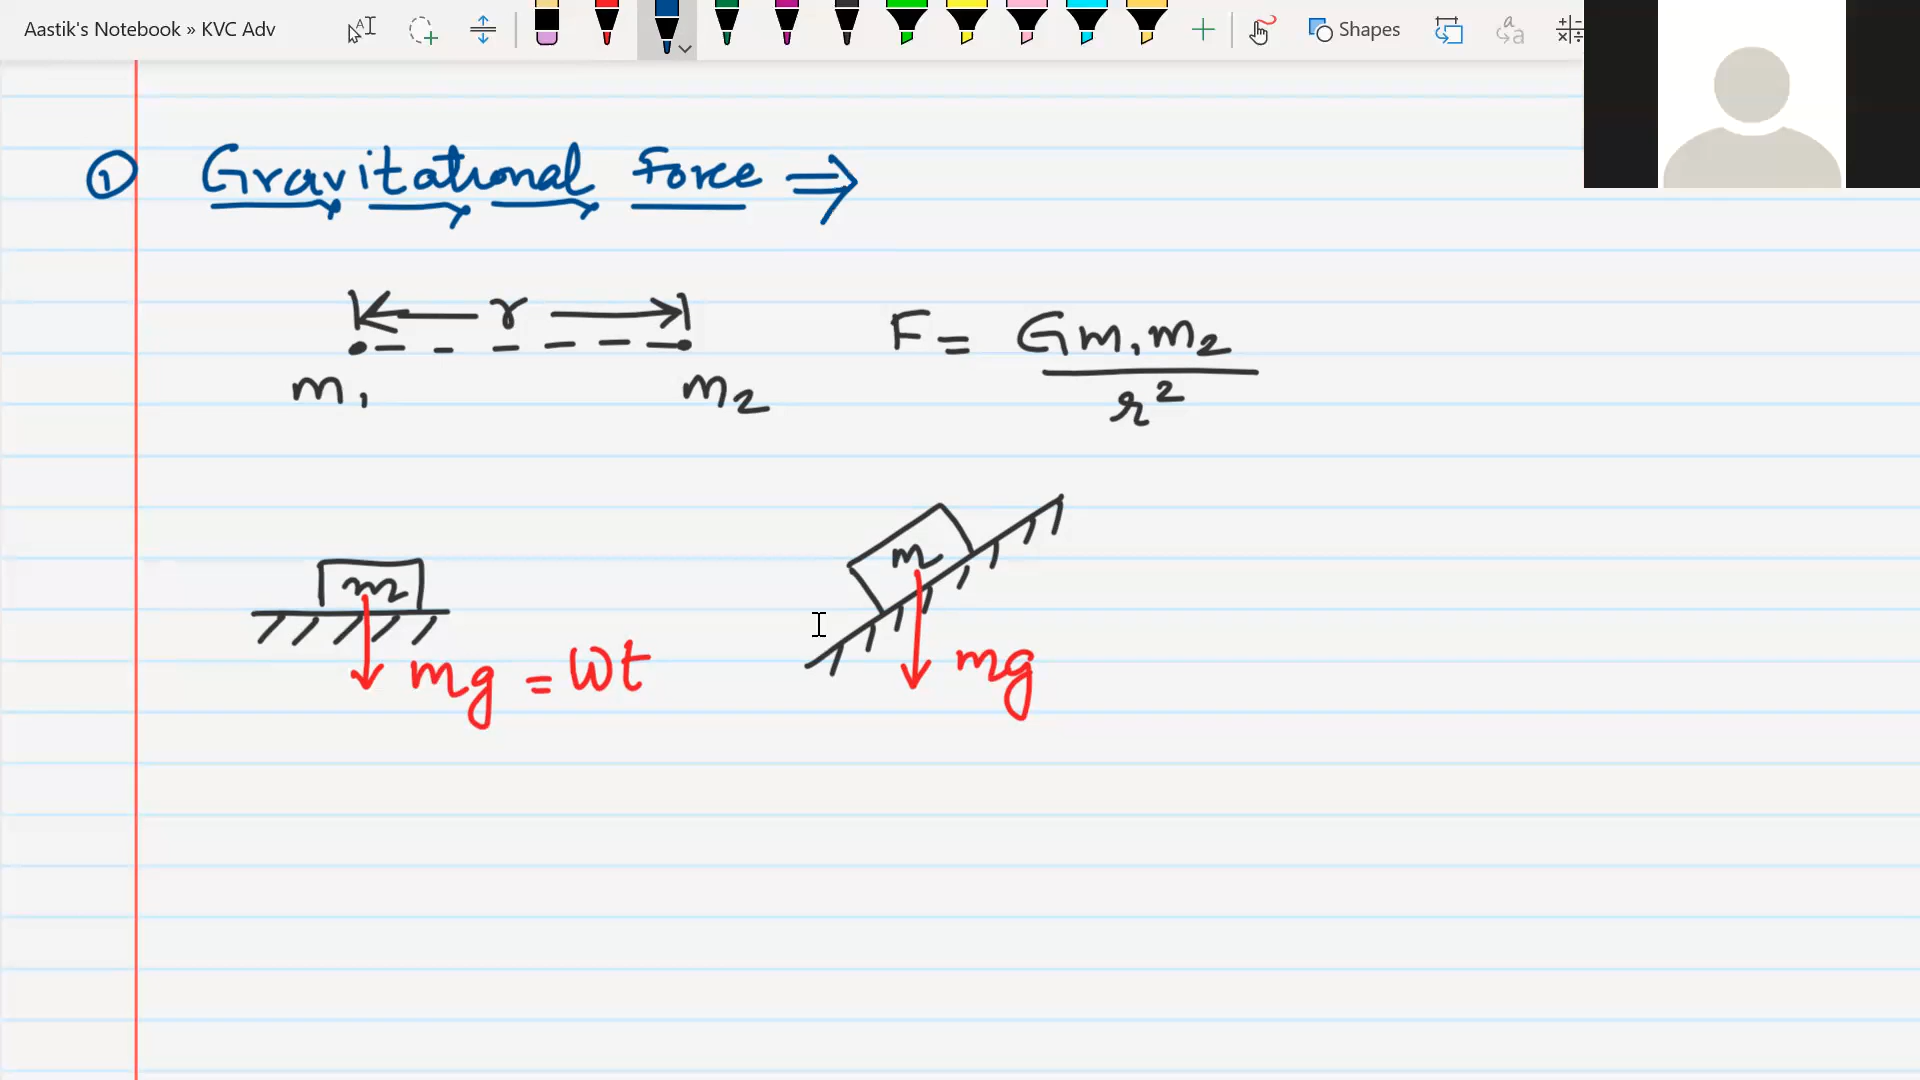 Aastik's Notebook » KVC Adv
Shapes
① Gravitational Force ⇒
r
m1 m2
F = Gm1m2
r²
m
mg = Wt
m
mg